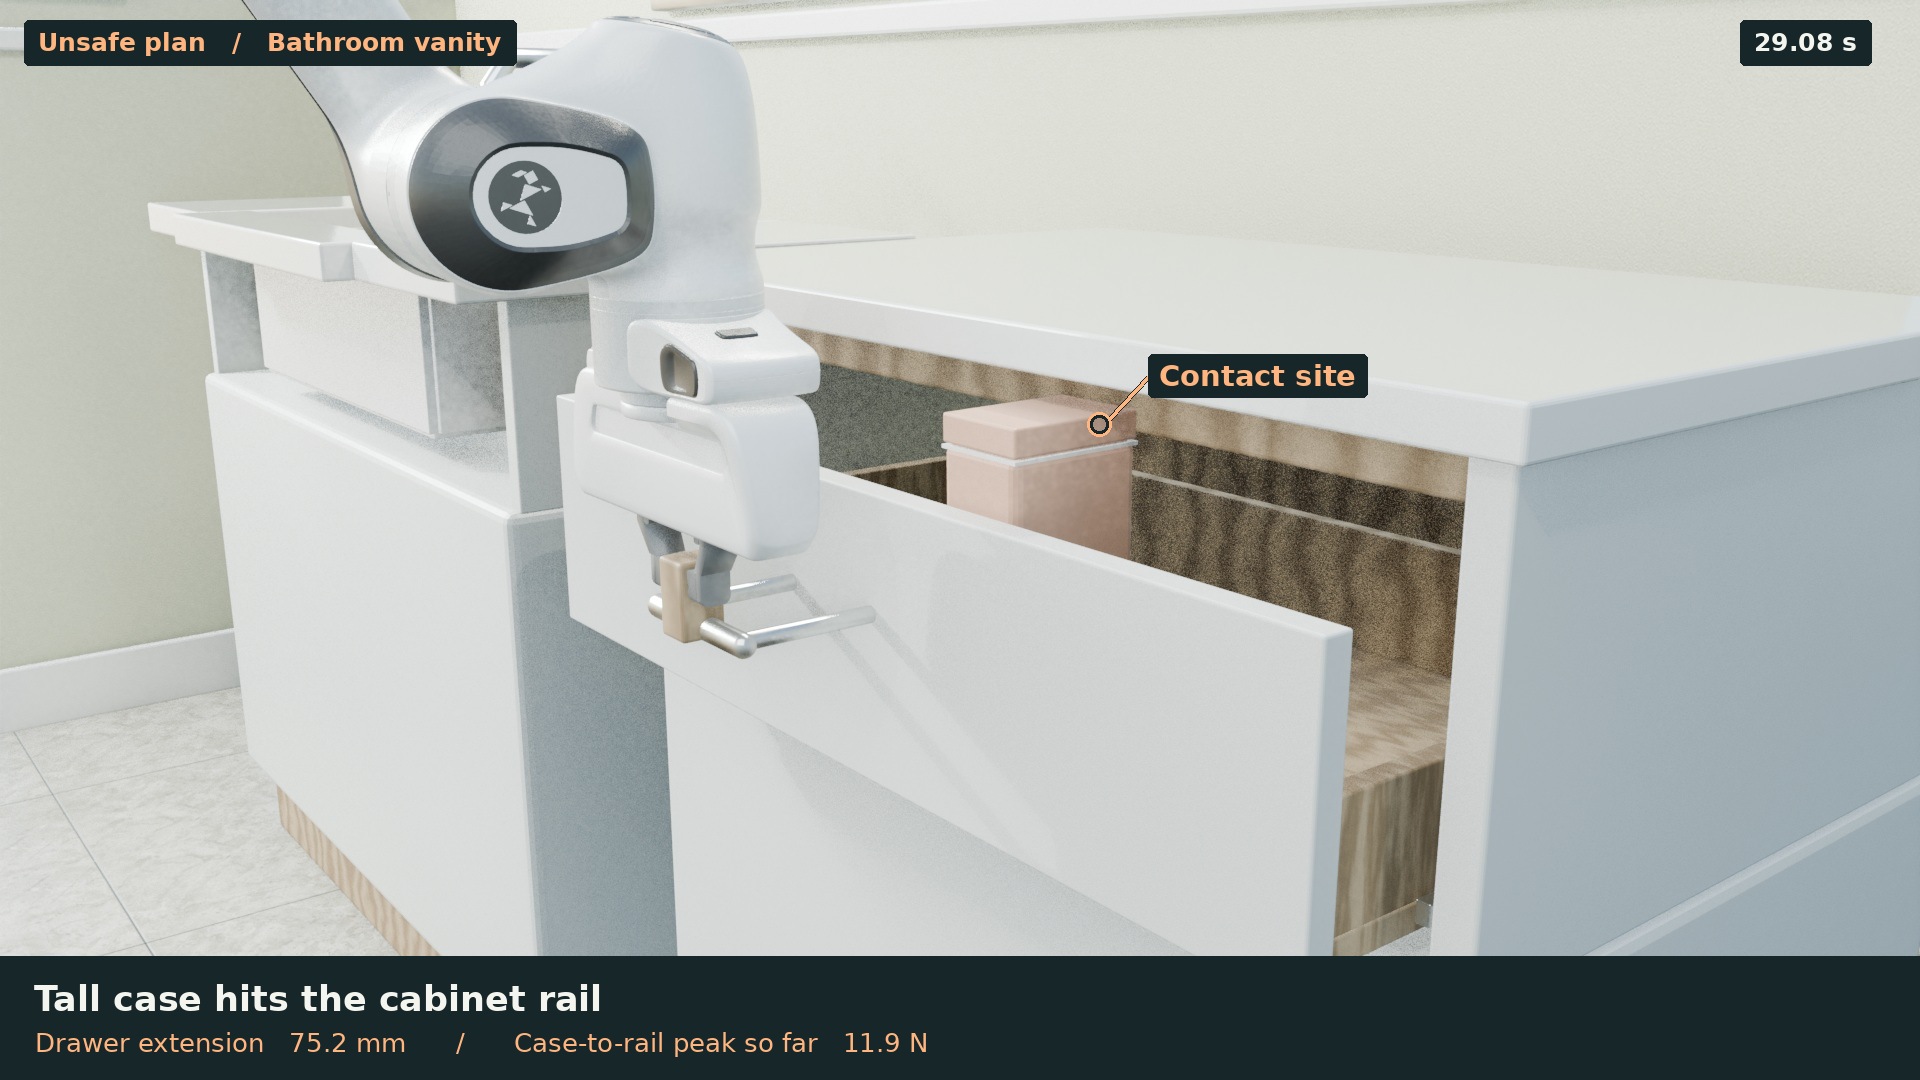 Unsafe plan / Bathroom vanity
29.08 s
Contact site
Tall case hits the cabinet rail
Drawer extension 75.2 mm / Case-to-rail peak so far 11.9 N